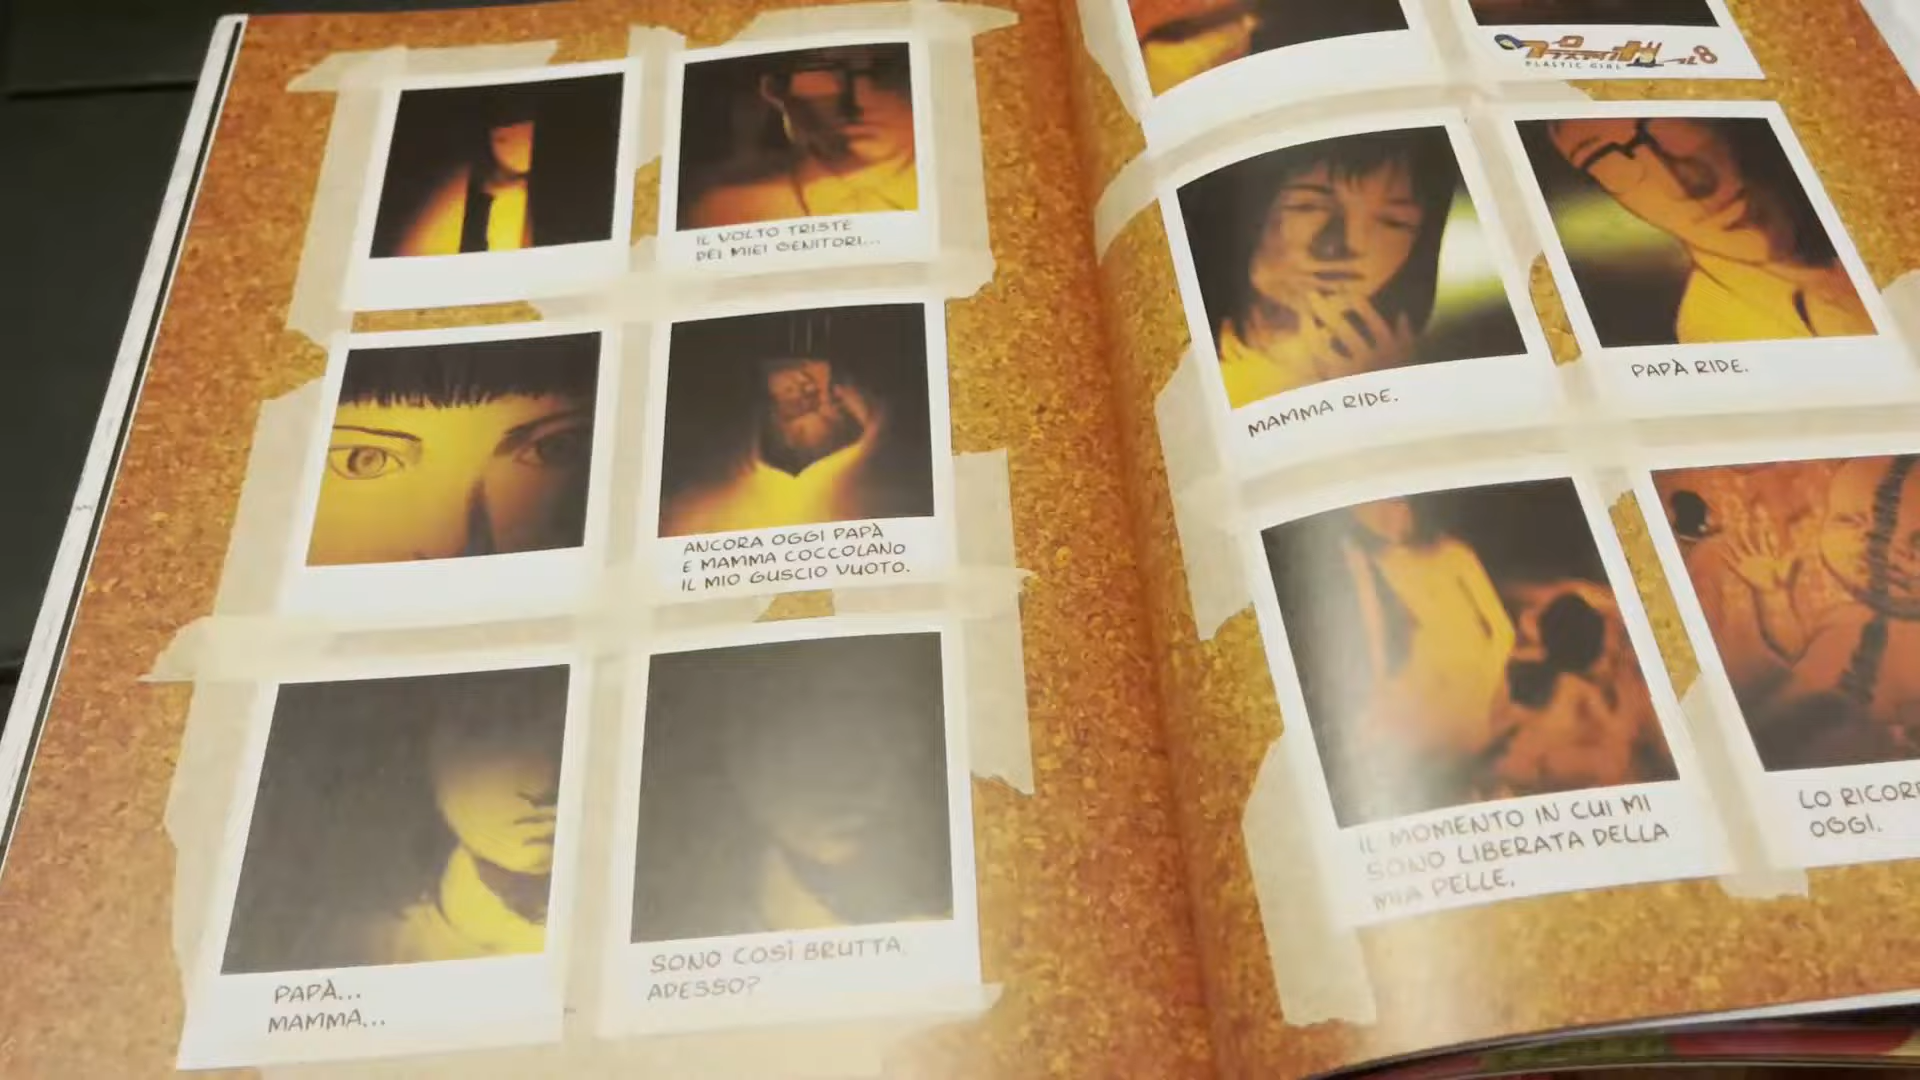 IL VOLTO TRISTE
DEI MIEI GENITORI...
ANCORA OGGI PAPÀ
E MAMMA COCCOLANO
IL MIO GUSCIO VUOTO.
PAPÀ...
MAMMA...
SONO COSÌ BRUTTA,
ADESSO?
PLASTIC GIRL
8
MAMMA RIDE.
PAPÀ RIDE.
IL MOMENTO IN CUI MI
SONO LIBERATA DELLA
MIA PELLE.
LO
OGGI.